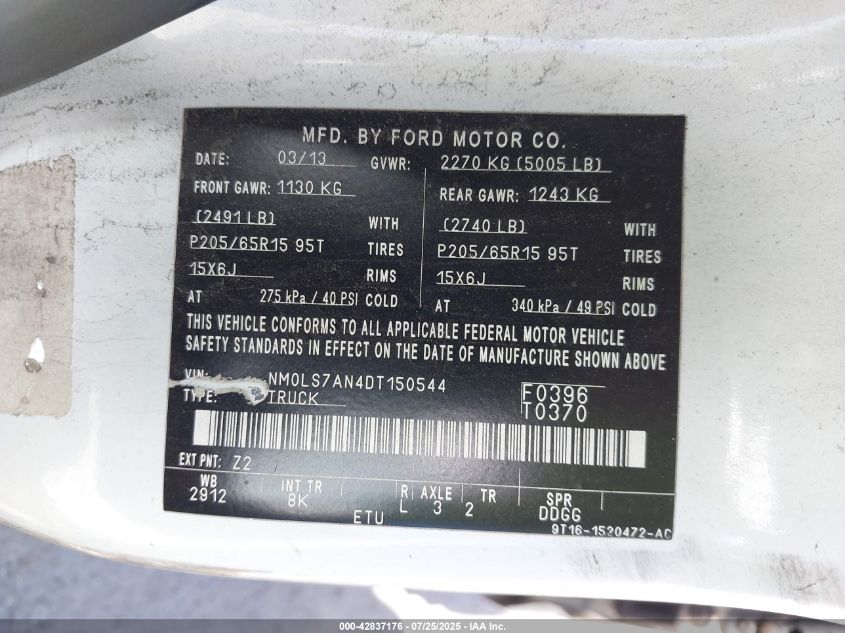 MFD. BY FORD MOTOR CO.
DATE: 03/13 GVWR: 2270 KG (5005 LB)
FRONT GAWR: 1130 KG REAR GAWR: 1243 KG
(2491 LB) WITH (2740 LB) WITH
P205/65R15 95T TIRES P205/65R15 95T TIRES
15X6J RIMS 15X6J RIMS
AT 275 kPa / 40 PSI COLD AT 340 kPa / 49 PSI COLD
THIS VEHICLE CONFORMS TO ALL APPLICABLE FEDERAL MOTOR VEHICLE
SAFETY STANDARDS IN EFFECT ON THE DATE OF MANUFACTURE SHOWN ABOVE
VIN: NM0LS7AN4DT150544 F0396
TYPE: TRUCK T0370
EXT PNT: Z2
WB INT TR R AXLE TR SPR
2912 8K L 3 2 DDGG
ETU 9T16-1520472-AC
000-42837176 - 07/25/2025 - IAA Inc.